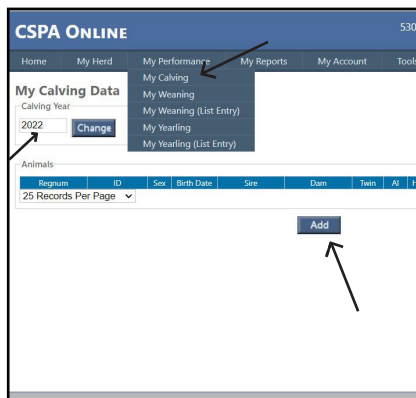 CSPA ONLINE
530
Home My Herd My Performance My Reports My Account Tools
My Calving
My Weaning
My Weaning (List Entry)
My Yearling
My Yearling (List Entry)
My Calving Data
Calving Year
2022 Change
Animals
Regnum ID Sex Birth Date Sire Dam Twin AI
25 Records Per Page
Add